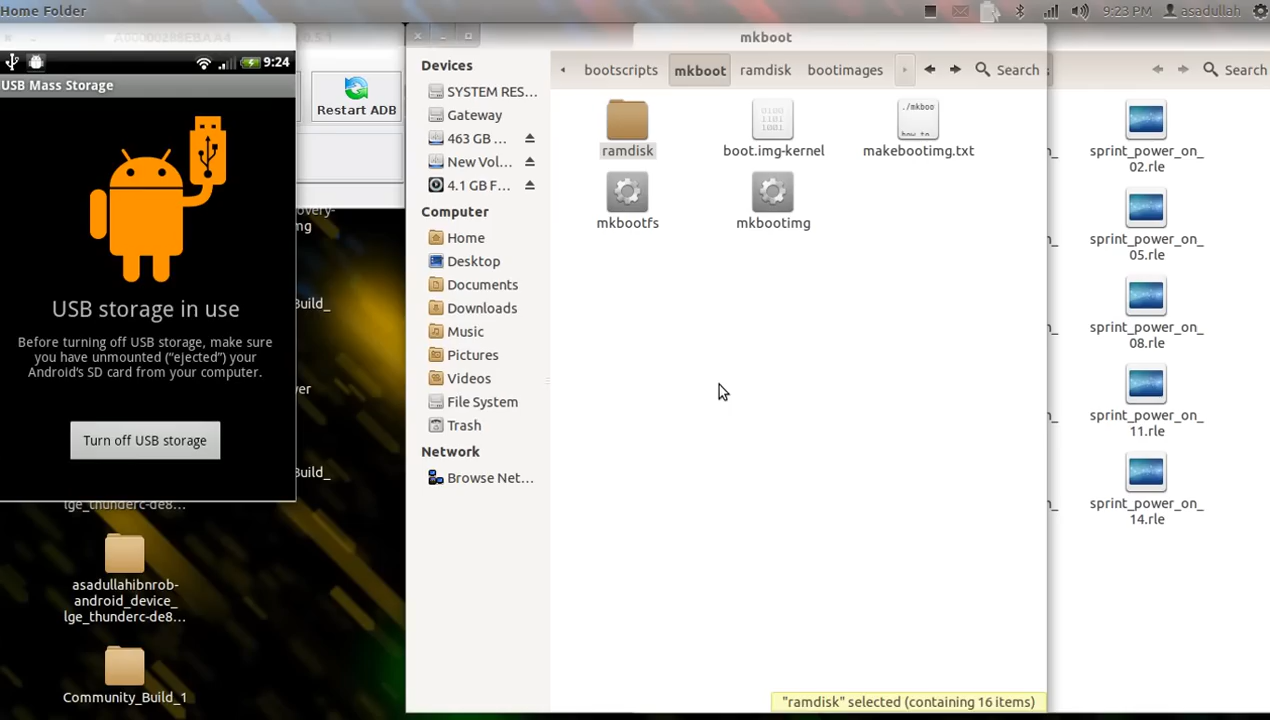 Home Folder
9:23 PM
asadullah
9:24
USB Mass Storage
Restart ADB
USB storage in use
Before turning off USB storage, make sure
you have unmounted (“ejected”) your
Android’s SD card from your computer.
Turn off USB storage
Build_
Build_
lge_thunderc-de8...
asadullahibnrob-
android_device_
lge_thunderc-de8...
Community_Build_1
mkboot
Devices
SYSTEM RES...
Gateway
463 GB ...
New Vol...
4.1 GB F...
Computer
Home
Desktop
Documents
Downloads
Music
Pictures
Videos
File System
Trash
Network
Browse Net...
bootscripts
mkboot
ramdisk
bootimages
Search
ramdisk
boot.img-kernel
makebootimg.txt
mkbootfs
mkbootimg
"ramdisk" selected (containing 16 items)
Search
sprint_power_on_
02.rle
sprint_power_on_
05.rle
sprint_power_on_
08.rle
sprint_power_on_
11.rle
sprint_power_on_
14.rle